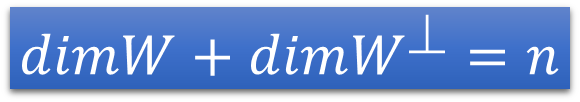 dimW + dimW⊥ = n